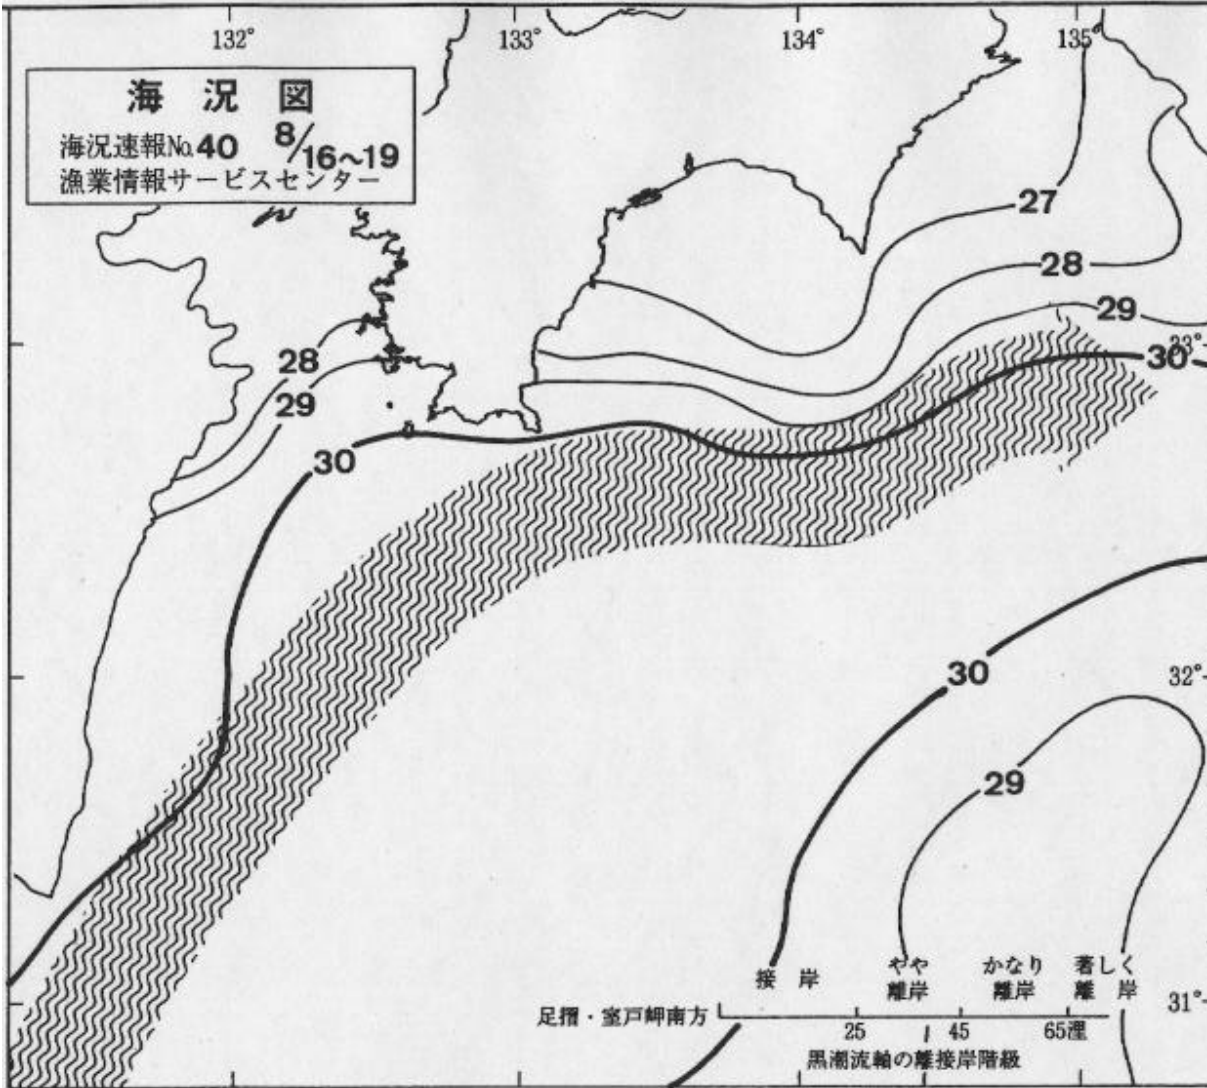 132°
133°
134°
135°
海況図
海況速報No.40 8/16~19
漁業情報サービスセンター
27
28
29
30
33°
28
29
30
30
32°
29
接岸
やや離岸
かなり離岸
著しく離岸
31°
足摺・室戸岬南方
25
45
65浬
黒潮流軸の離接岸階級